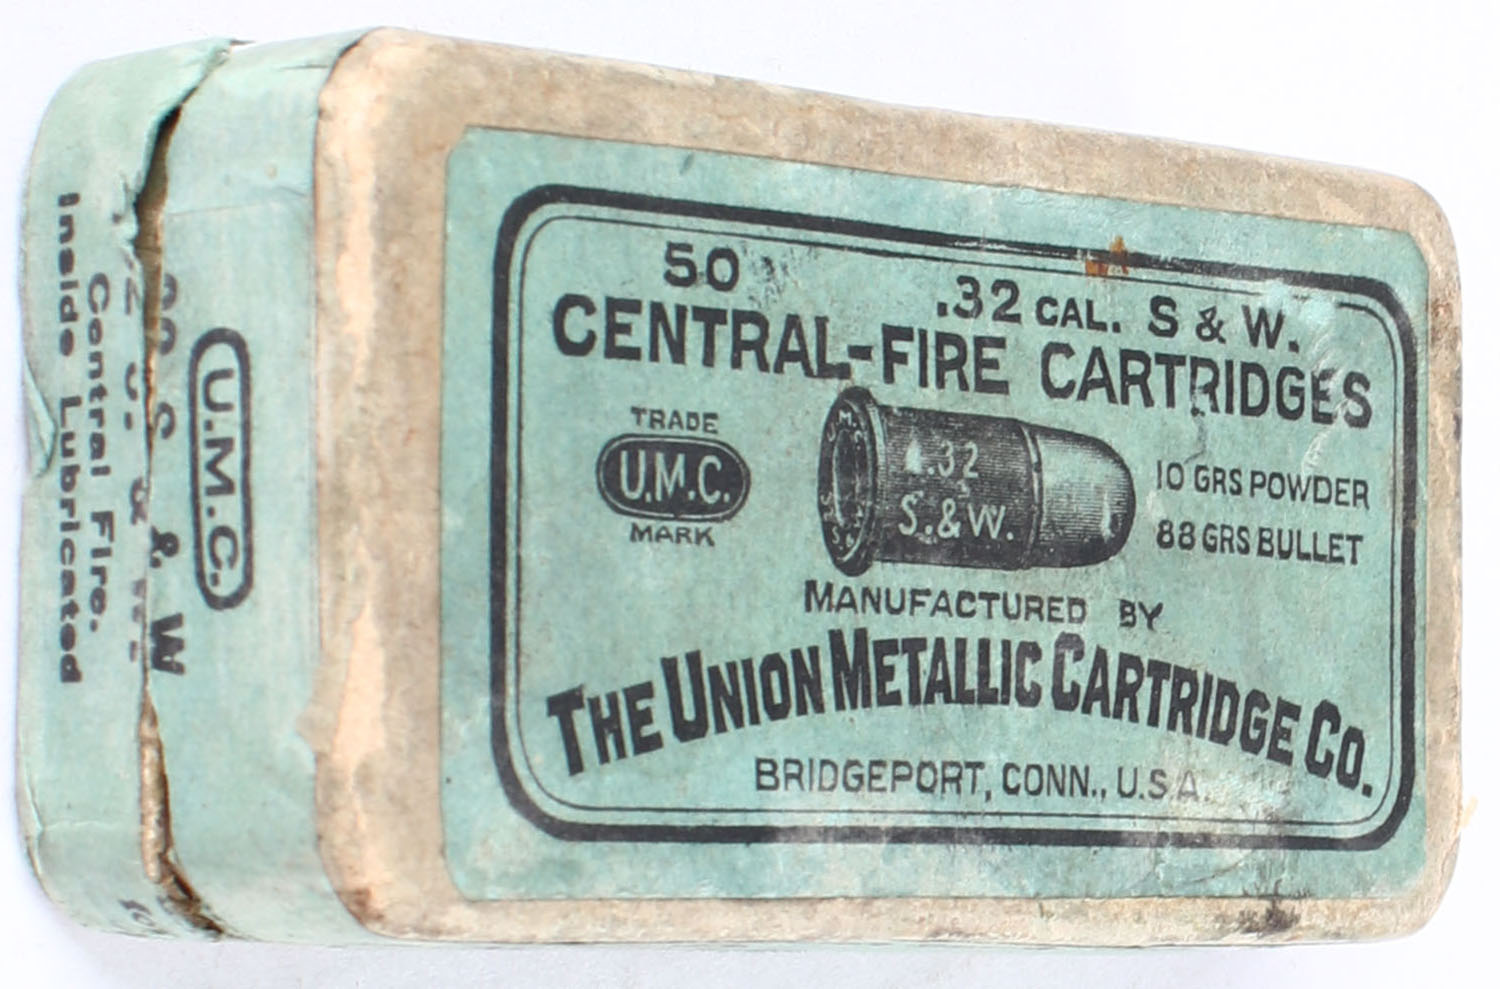 50
.32 CAL. S & W.
CENTRAL-FIRE CARTRIDGES
TRADE
U.M.C.
MARK
.32
S.&W.
10 GRS POWDER
88 GRS BULLET
MANUFACTURED BY
THE UNION METALLIC CARTRIDGE CO.
BRIDGEPORT, CONN., U.S.A.
U.M.C.
S & W
Central Fire.
Inside Lubricated